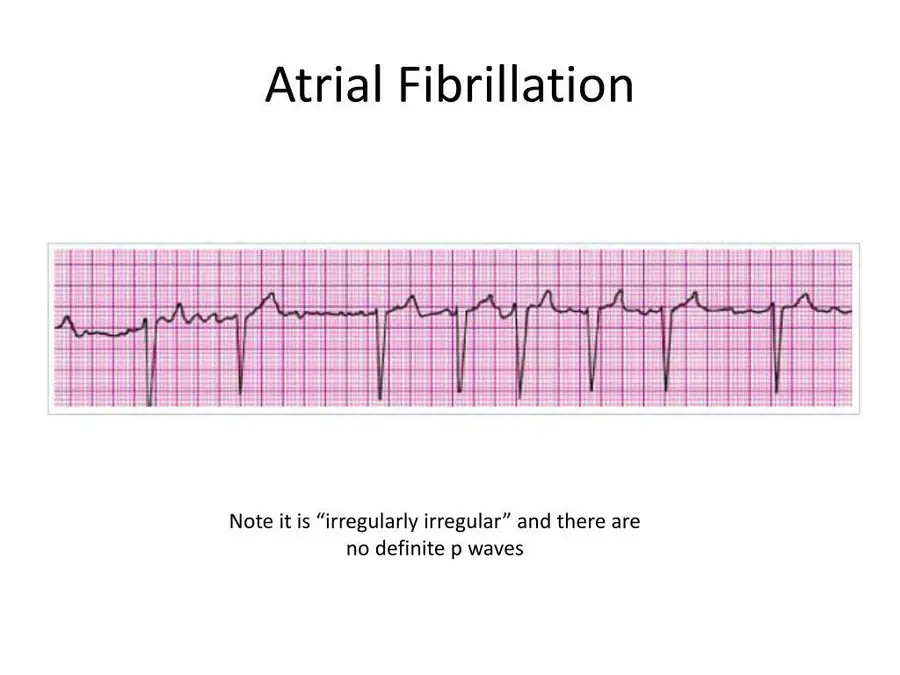 Atrial Fibrillation
Note it is “irregularly irregular” and there are
no definite p waves